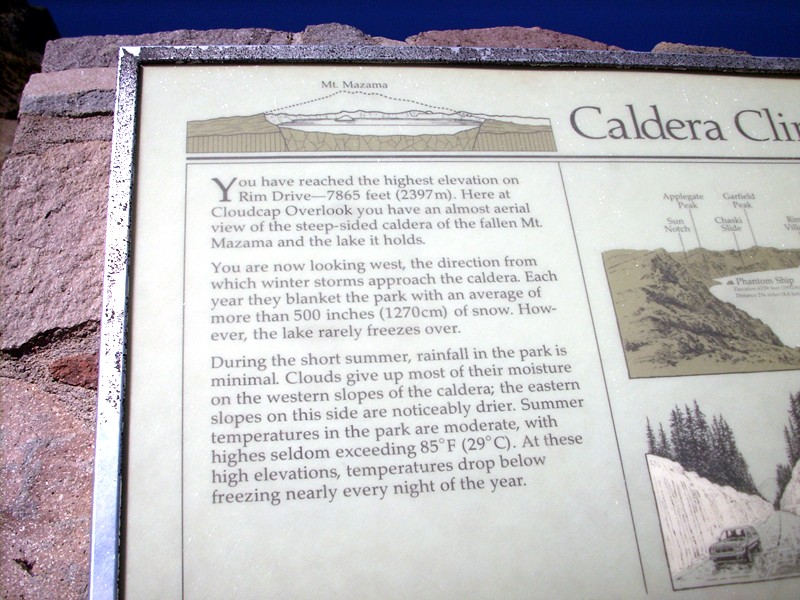 Mt. Mazama
Caldera Clim
You have reached the highest elevation on
Rim Drive—7865 feet (2397m). Here at
Cloudcap Overlook you have an almost aerial
view of the steep-sided caldera of the fallen Mt.
Mazama and the lake it holds.
You are now looking west, the direction from
which winter storms approach the caldera. Each
year they blanket the park with an average of
more than 500 inches (1270cm) of snow. How-
ever, the lake rarely freezes over.
During the short summer, rainfall in the park is
minimal. Clouds give up most of their moisture
on the western slopes of the caldera; the eastern
slopes on this side are noticeably drier. Summer
temperatures in the park are moderate, with
highes seldom exceeding 85°F (29°C). At these
high elevations, temperatures drop below
freezing nearly every night of the year.
Applegate
Peak
Garfield
Peak
Sun
Notch
Chaski
Slide
Rim
Phantom Ship